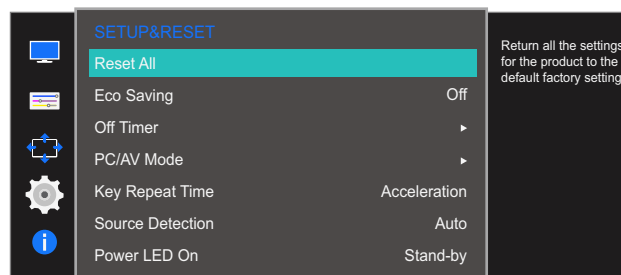 SETUP&RESET
Reset All
Eco Saving Off
Off Timer ▸
PC/AV Mode ▸
Key Repeat Time Acceleration
Source Detection Auto
Power LED On Stand-by
Return all the settings
for the product to the
default factory setting